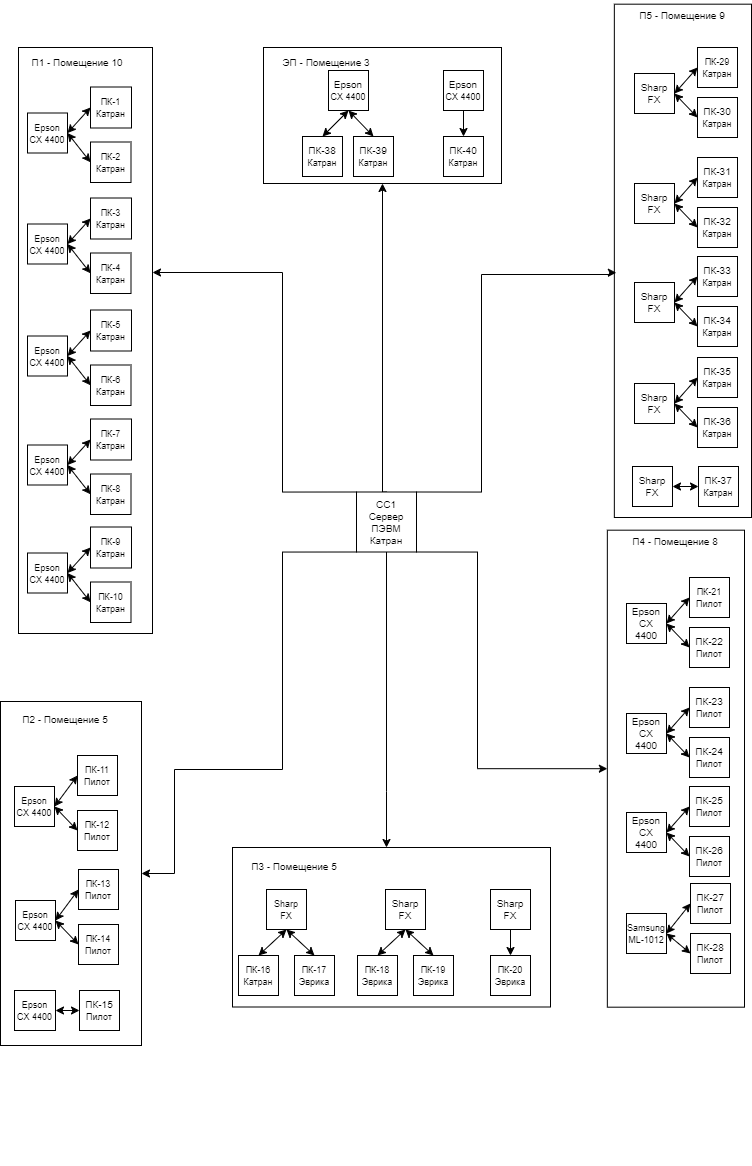 П1 - Помещение 10
Epson
CX 4400
ПК-1
Катран
ПК-2
Катран
Epson
CX 4400
ПК-3
Катран
ПК-4
Катран
Epson
CX 4400
ПК-5
Катран
ПК-6
Катран
Epson
CX 4400
ПК-7
Катран
ПК-8
Катран
Epson
CX 4400
ПК-9
Катран
ПК-10
Катран
ЭП - Помещение 3
Epson
CX 4400
ПК-38
Катран
ПК-39
Катран
Epson
CX 4400
ПК-40
Катран
П5 - Помещение 9
Sharp
FX
ПК-29
Катран
ПК-30
Катран
Sharp
FX
ПК-31
Катран
ПК-32
Катран
Sharp
FX
ПК-33
Катран
ПК-34
Катран
Sharp
FX
ПК-35
Катран
ПК-36
Катран
Sharp
FX
ПК-37
Катран
СС1
Сервер
ПЭВМ
Катран
П4 - Помещение 8
Epson
CX
4400
ПК-21
Пилот
ПК-22
Пилот
Epson
CX
4400
ПК-23
Пилот
ПК-24
Пилот
Epson
CX
4400
ПК-25
Пилот
ПК-26
Пилот
Samsung
ML-1012
ПК-27
Пилот
ПК-28
Пилот
П2 - Помещение 5
Epson
CX 4400
ПК-11
Пилот
ПК-12
Пилот
Epson
CX 4400
ПК-13
Пилот
ПК-14
Пилот
Epson
CX 4400
ПК-15
Пилот
П3 - Помещение 5
Sharp
FX
ПК-16
Катран
ПК-17
Эврика
Sharp
FX
ПК-18
Эврика
ПК-19
Эврика
Sharp
FX
ПК-20
Эврика